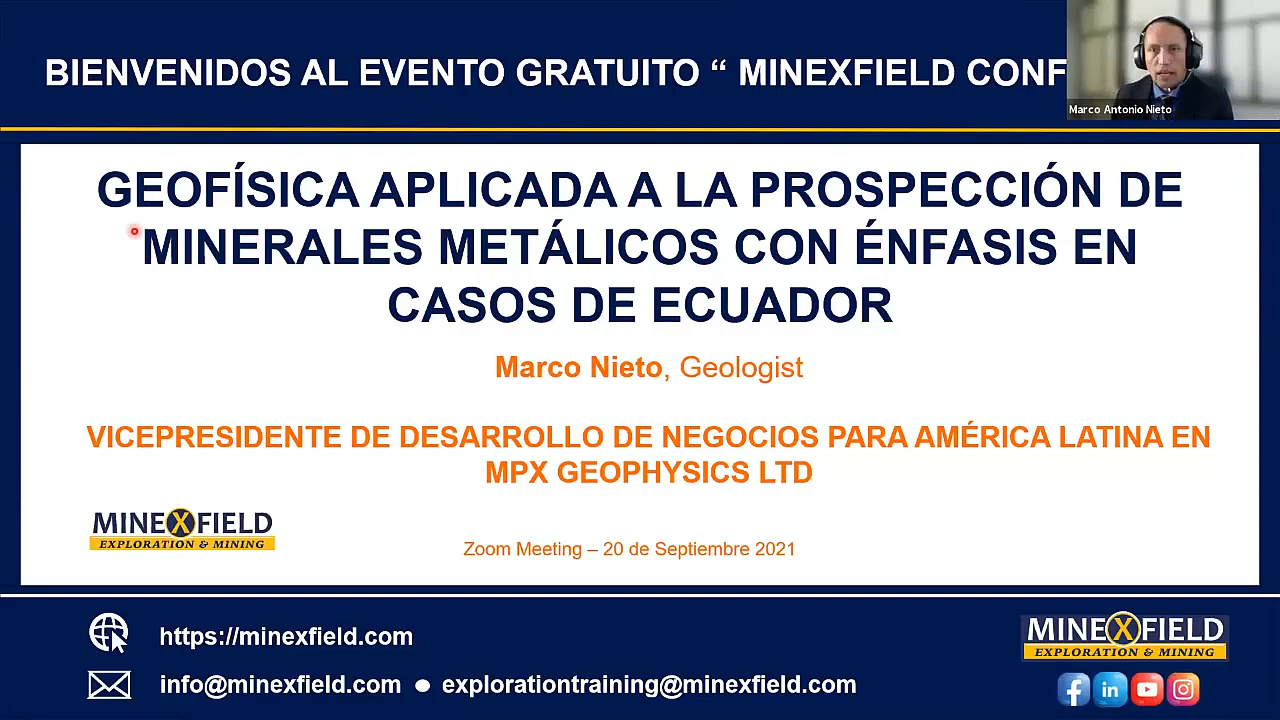 BIENVENIDOS AL EVENTO GRATUITO “ MINEXFIELD CONF
Marco Antonio Nieto
GEOFÍSICA APLICADA A LA PROSPECCIÓN DE
MINERALES METÁLICOS CON ÉNFASIS EN
CASOS DE ECUADOR
Marco Nieto, Geologist
VICEPRESIDENTE DE DESARROLLO DE NEGOCIOS PARA AMÉRICA LATINA EN
MPX GEOPHYSICS LTD
MINEXFIELD
EXPLORATION & MINING
Zoom Meeting – 20 de Septiembre 2021
https://minexfield.com
MINEXFIELD
EXPLORATION & MINING
info@minexfield.com ● explorationtraining@minexfield.com